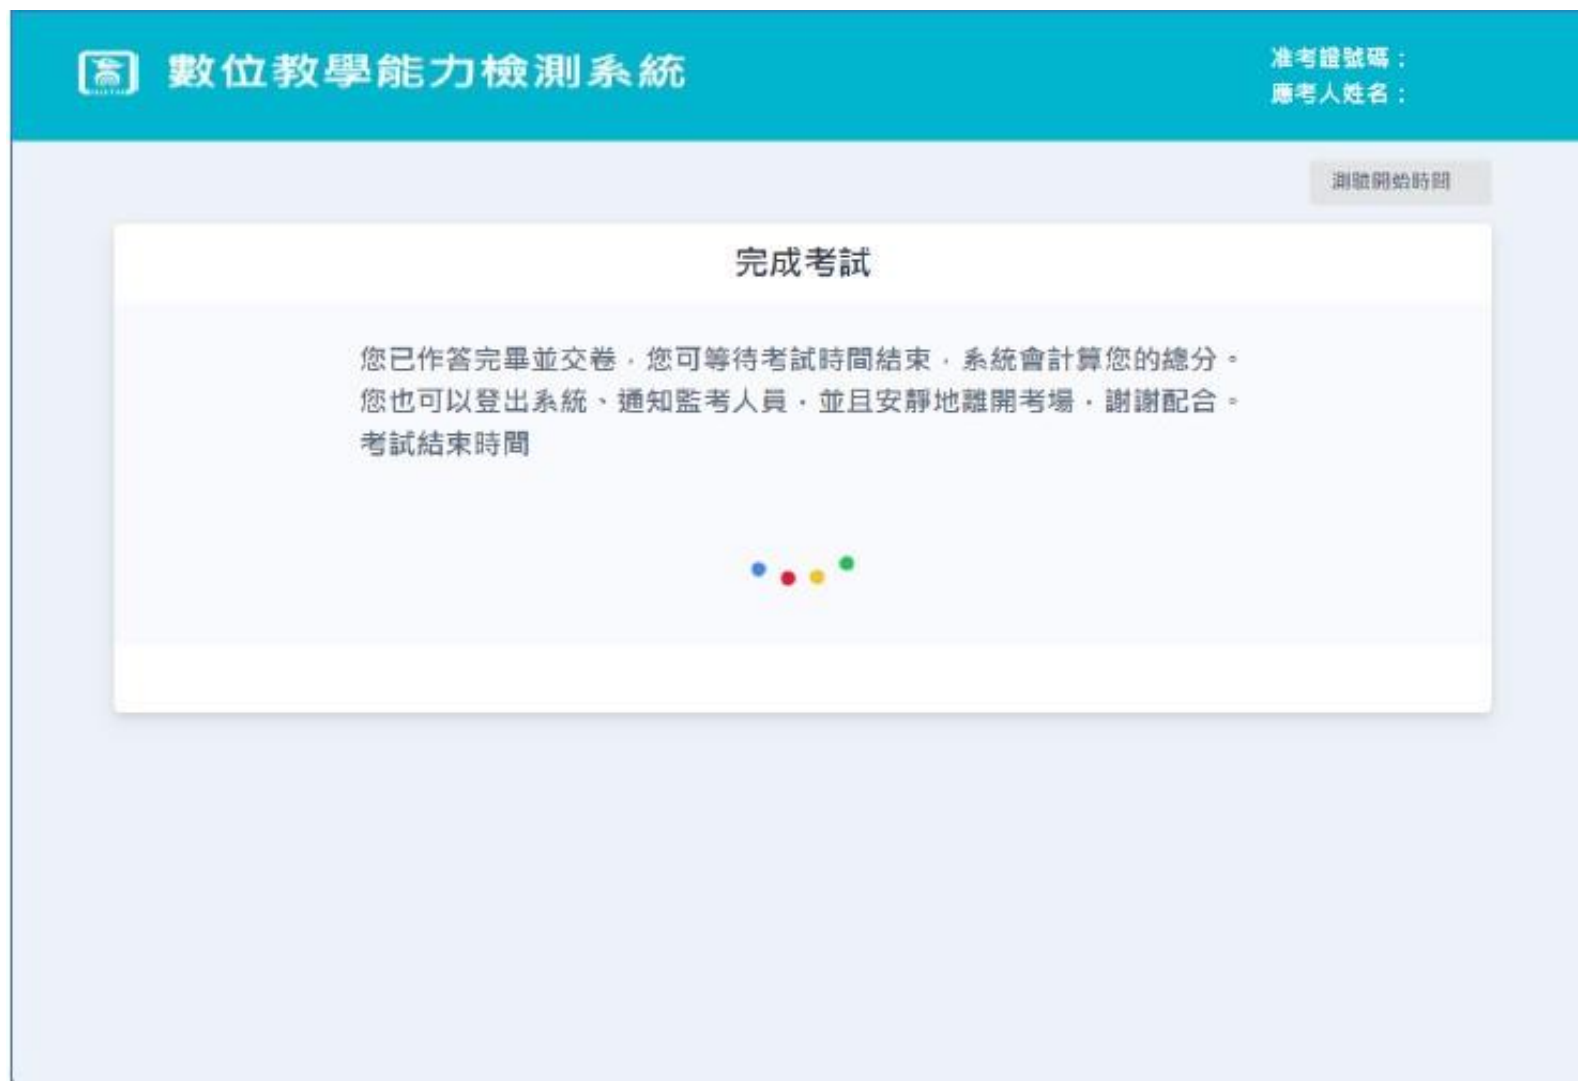 數位教學能力檢測系統
准考證號碼：
應考人姓名：
測驗開始時間
完成考試
您已作答完畢並交卷，您可等待考試時間結束，系統會計算您的總分。
您也可以登出系統、通知監考人員，並且安靜地離開考場，謝謝配合。
考試結束時間